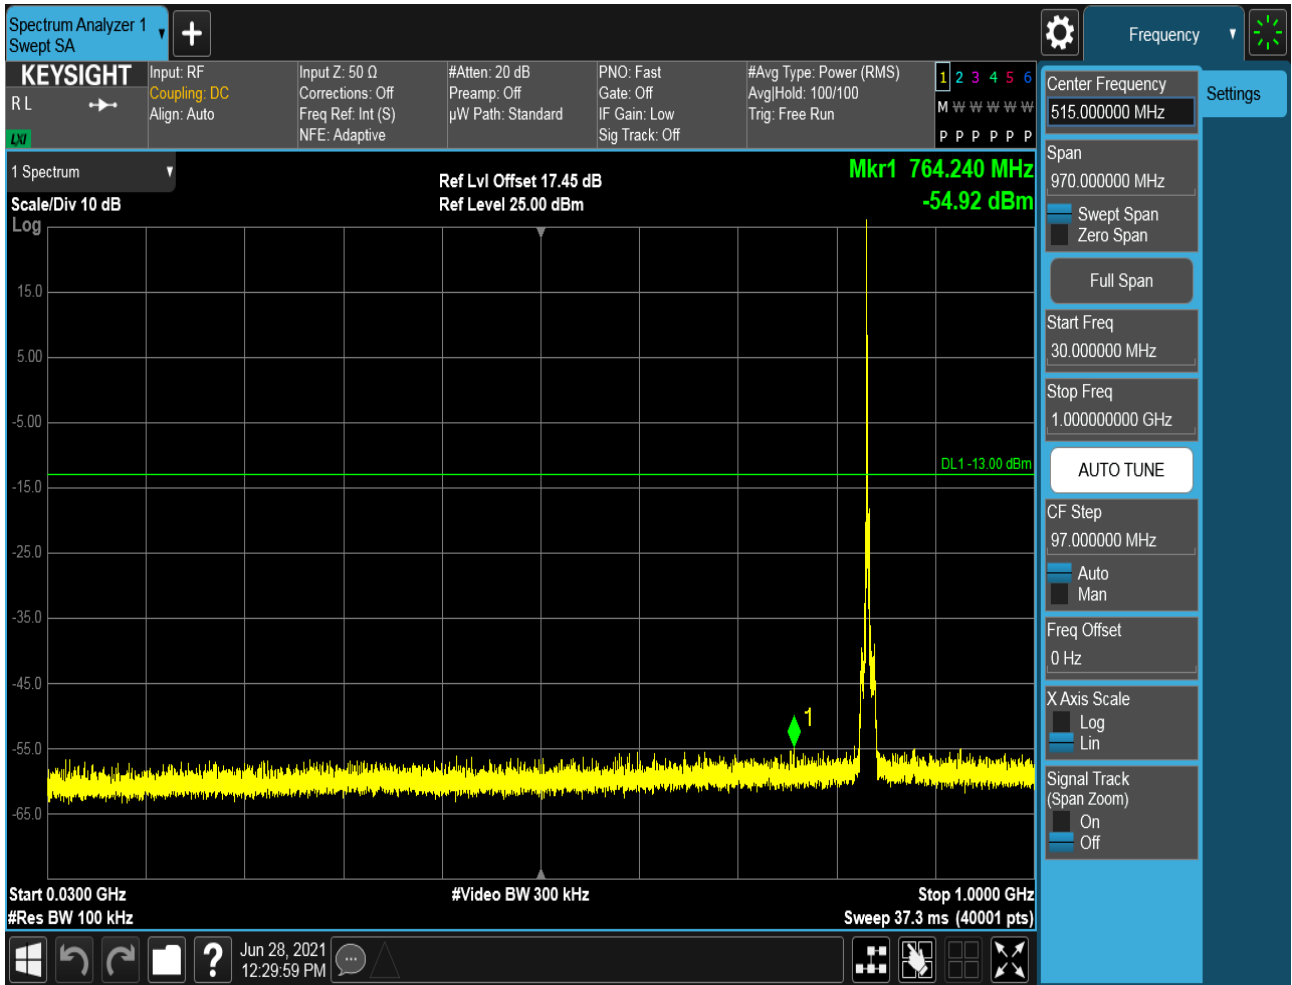 Spectrum Analyzer 1
Swept SA
Frequency
KEYSIGHT
R L
LXI
Input: RF
Coupling: DC
Align: Auto
Input Z: 50 Ω
Corrections: Off
Freq Ref: Int (S)
NFE: Adaptive
#Atten: 20 dB
Preamp: Off
µW Path: Standard
PNO: Fast
Gate: Off
IF Gain: Low
Sig Track: Off
#Avg Type: Power (RMS)
Avg|Hold: 100/100
Trig: Free Run
1 2 3 4 5 6
M W W W W W
P P P P P P
1 Spectrum
Scale/Div 10 dB
Log
Ref Lvl Offset 17.45 dB
Ref Level 25.00 dBm
Mkr1 764.240 MHz
-54.92 dBm
15.0
5.00
-5.00
DL1 -13.00 dBm
-15.0
-25.0
-35.0
-45.0
1
-55.0
-65.0
Start 0.0300 GHz
#Video BW 300 kHz
Stop 1.0000 GHz
#Res BW 100 kHz
Sweep 37.3 ms (40001 pts)
Jun 28, 2021
12:29:59 PM
Center Frequency
515.000000 MHz
Settings
Span
970.000000 MHz
Swept Span
Zero Span
Full Span
Start Freq
30.000000 MHz
Stop Freq
1.000000000 GHz
AUTO TUNE
CF Step
97.000000 MHz
Auto
Man
Freq Offset
0 Hz
X Axis Scale
Log
Lin
Signal Track
(Span Zoom)
On
Off